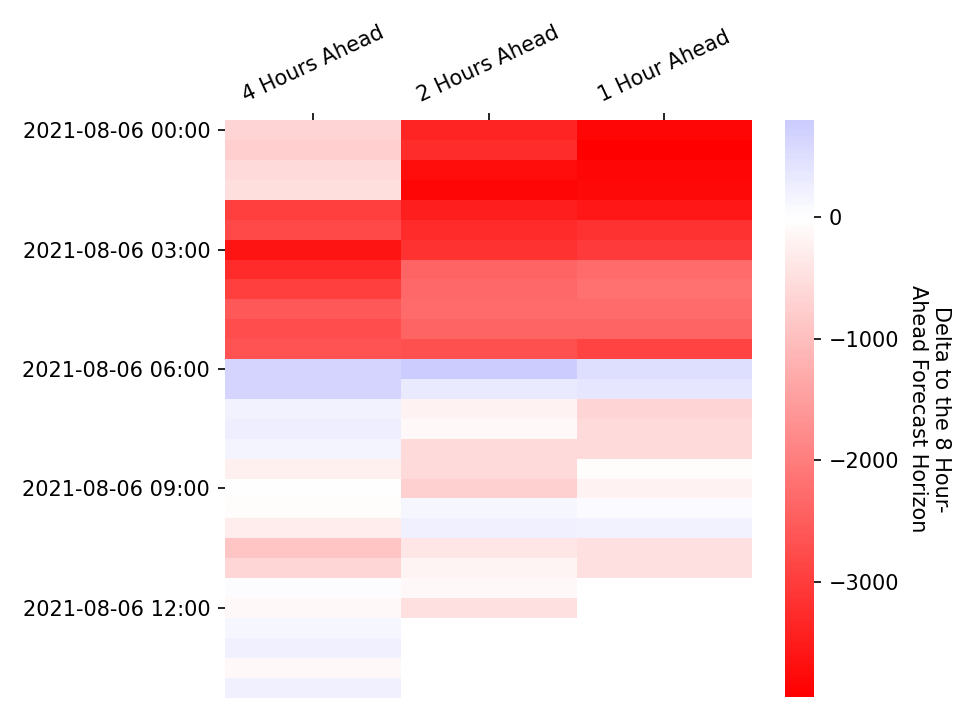 4 Hours Ahead
2 Hours Ahead
1 Hour Ahead
2021-08-06 00:00
2021-08-06 03:00
2021-08-06 06:00
2021-08-06 09:00
2021-08-06 12:00
0
−1000
−2000
−3000
Delta to the 8 Hour-
Ahead Forecast Horizon